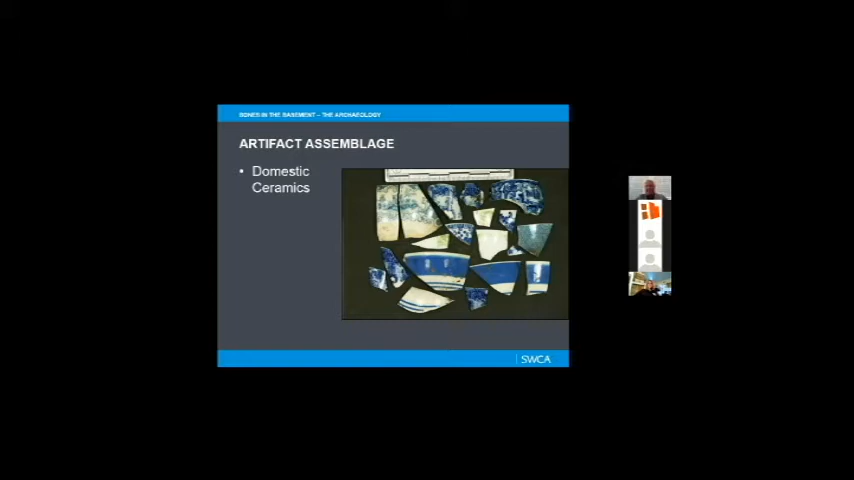 BONES IN THE BASEMENT – THE ARCHAEOLOGY
ARTIFACT ASSEMBLAGE
• Domestic
Ceramics
SWCA